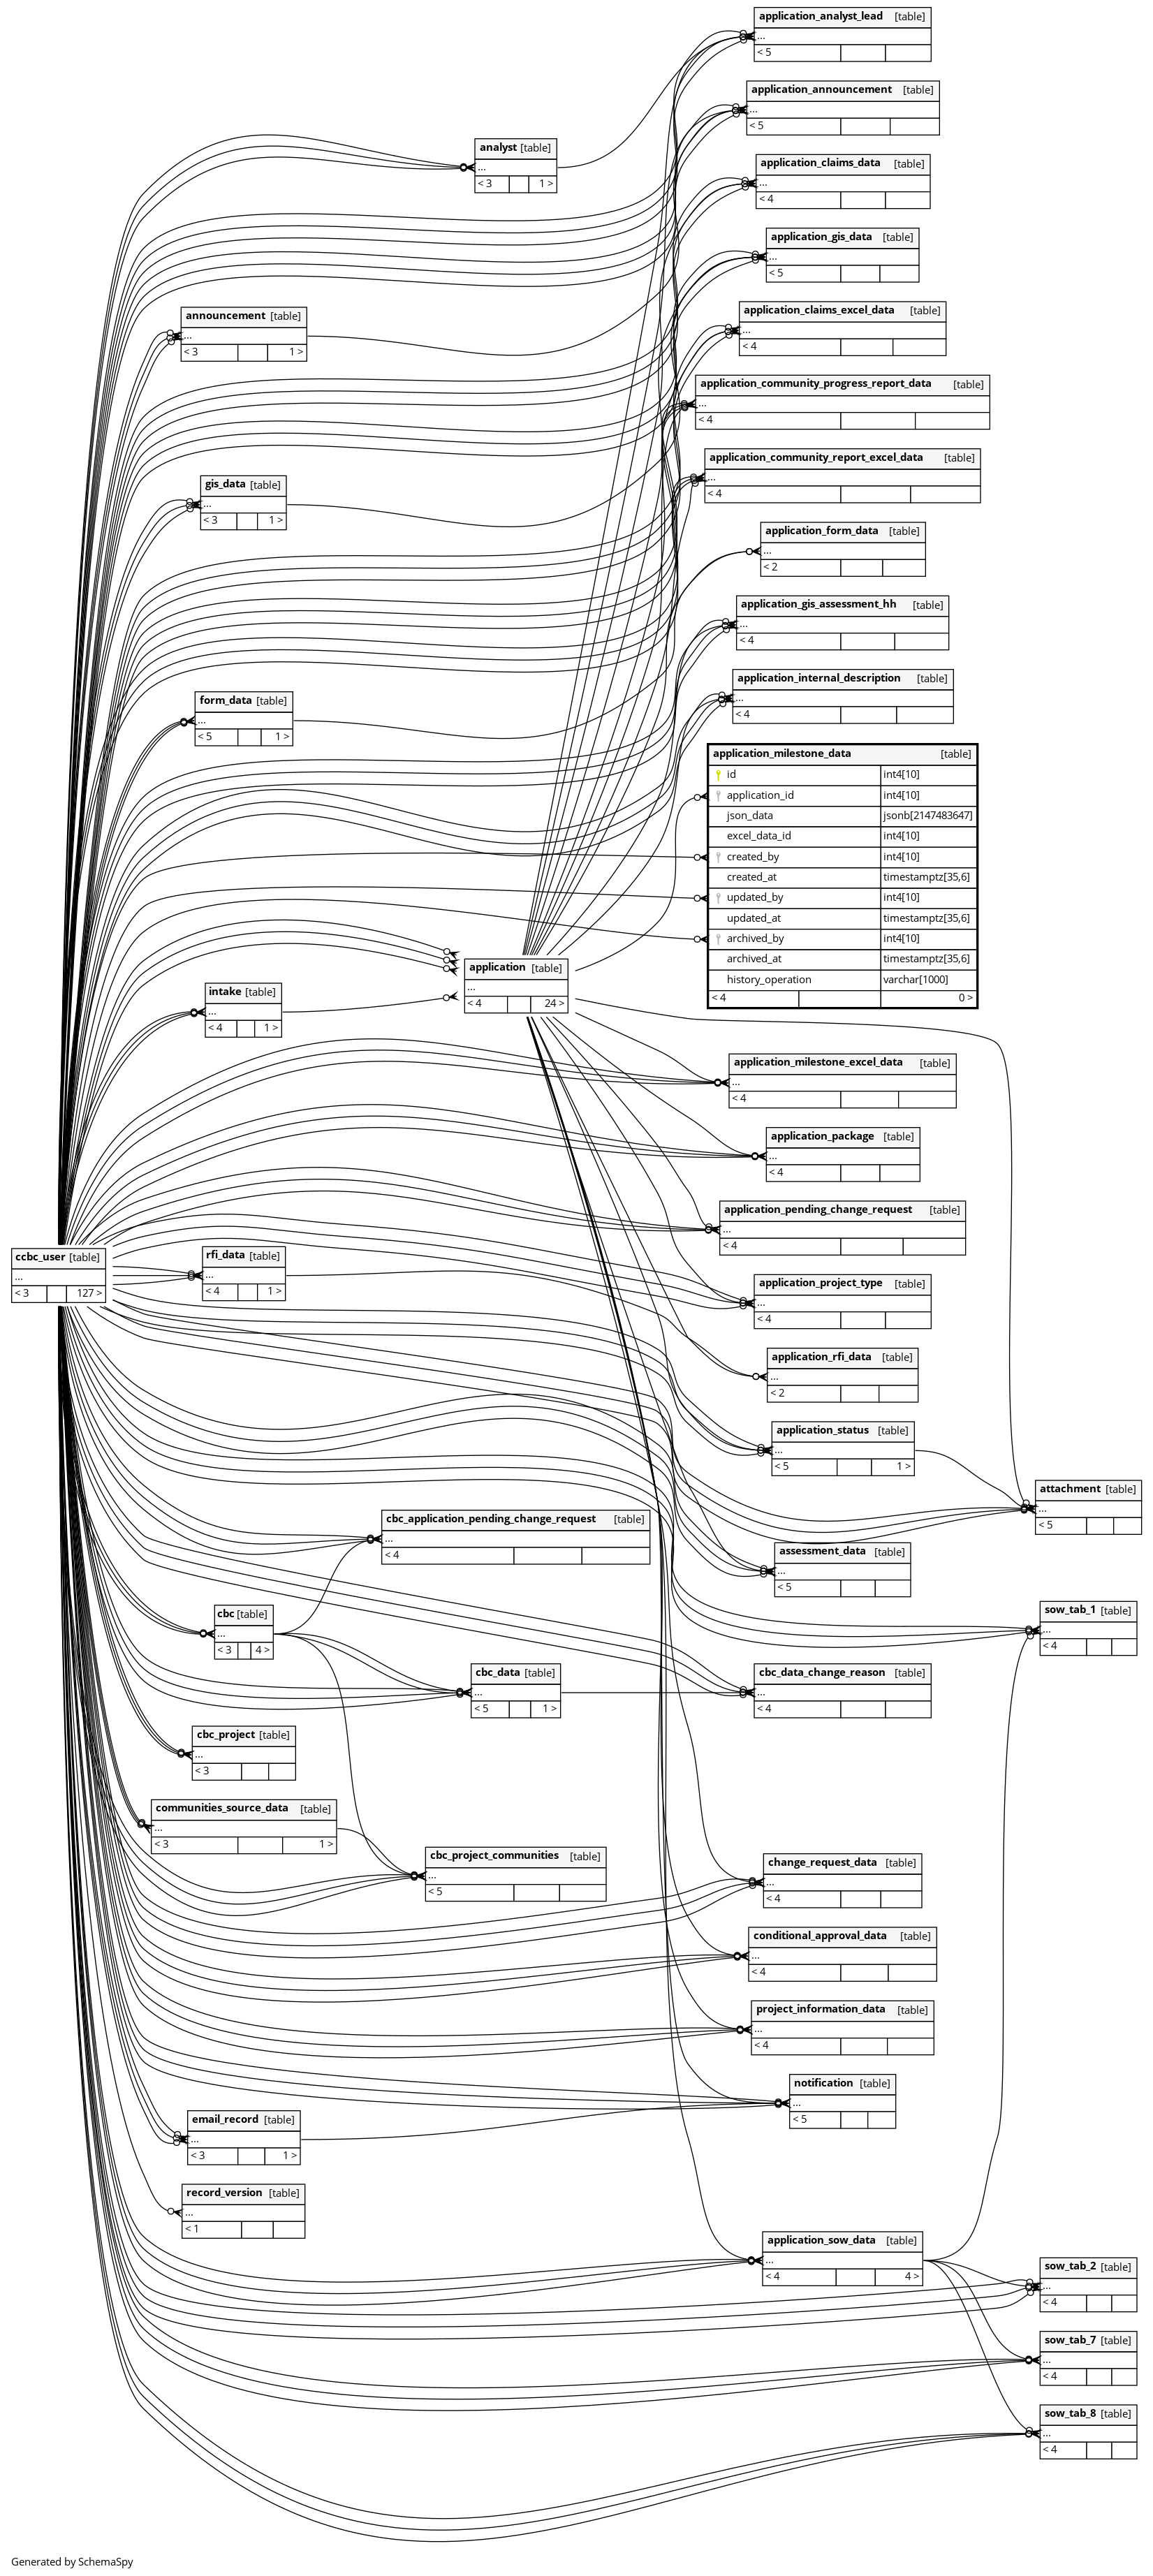 application_analyst_lead [table]
...
< 5
application_announcement [table]
...
< 5
analyst [table]
...
< 3 1 >
application_claims_data [table]
...
< 4
application_gis_data [table]
...
< 5
announcement [table]
...
< 3 1 >
application_claims_excel_data [table]
...
< 4
application_community_progress_report_data [table]
...
< 4
application_community_report_excel_data [table]
...
< 4
gis_data [table]
...
< 3 1 >
application_form_data [table]
...
< 2
application_gis_assessment_hh [table]
...
< 4
application_internal_description [table]
...
< 4
form_data [table]
...
< 5 1 >
application_milestone_data [table]
id int4[10]
application_id int4[10]
json_data jsonb[2147483647]
excel_data_id int4[10]
created_by int4[10]
created_at timestamptz[35,6]
updated_by int4[10]
updated_at timestamptz[35,6]
archived_by int4[10]
archived_at timestamptz[35,6]
history_operation varchar[1000]
< 4 0 >
application [table]
...
< 4 24 >
intake [table]
...
< 4 1 >
application_milestone_excel_data [table]
...
< 4
application_package [table]
...
< 4
application_pending_change_request [table]
...
< 4
ccbc_user [table]
...
< 3 127 >
rfi_data [table]
...
< 4 1 >
application_project_type [table]
...
< 4
application_rfi_data [table]
...
< 2
application_status [table]
...
< 5 1 >
attachment [table]
...
< 5
cbc_application_pending_change_request [table]
...
< 4
assessment_data [table]
...
< 5
cbc [table]
...
< 3 4 >
sow_tab_1 [table]
...
< 4
cbc_data [table]
...
< 5 1 >
cbc_data_change_reason [table]
...
< 4
cbc_project [table]
...
< 3
communities_source_data [table]
...
< 3 1 >
cbc_project_communities [table]
...
< 5
change_request_data [table]
...
< 4
conditional_approval_data [table]
...
< 4
project_information_data [table]
...
< 4
notification [table]
...
< 5
email_record [table]
...
< 3 1 >
record_version [table]
...
< 1
application_sow_data [table]
...
< 4 4 >
sow_tab_2 [table]
...
< 4
sow_tab_7 [table]
...
< 4
sow_tab_8 [table]
...
< 4
Generated by SchemaSpy